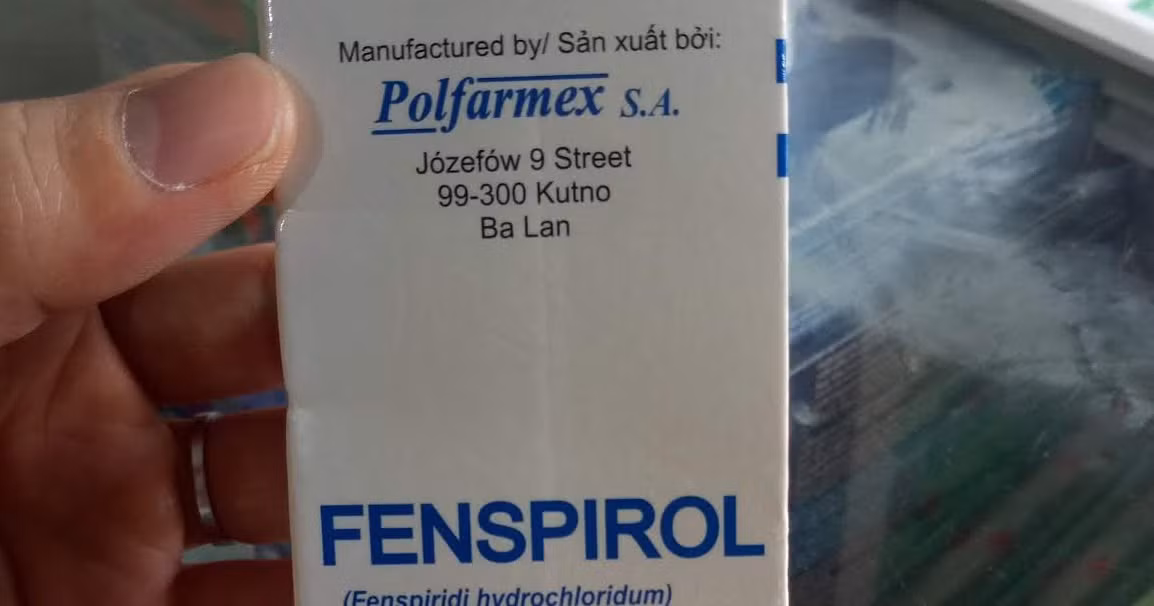 Manufactured by/ Sản xuất bởi:
Polfarmex S.A.
Józefów 9 Street
99-300 Kutno
Ba Lan
FENSPIROL
(Fenspiridi hydrochloridum)